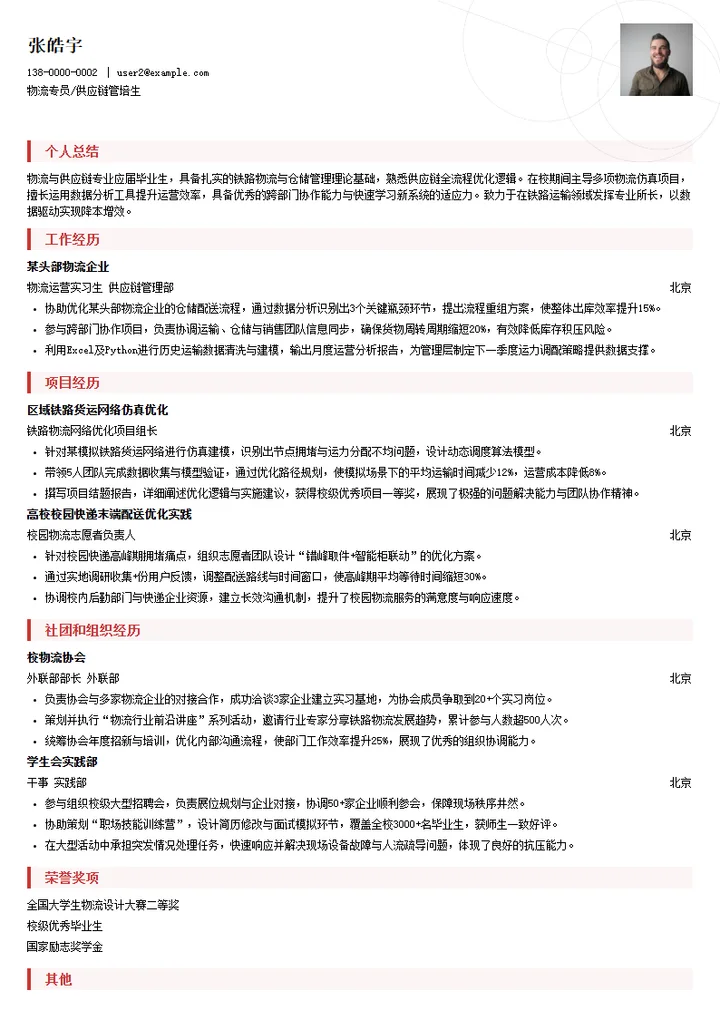 张皓宇
138-0000-0002 | user2@example.com
物流专员/供应链管培生
个人总结
物流与供应链专业应届毕业生，具备扎实的铁路物流与仓储管理理论基础，熟悉供应链全流程优化逻辑。在校期间主导多项物流仿真项目，
擅长运用数据分析工具提升运营效率，具备优秀的跨部门协作能力与快速学习新系统的适应力。致力于在铁路运输领域发挥专业所长，以数
据驱动实现降本增效。
工作经历
某头部物流企业
物流运营实习生 供应链管理部 北京
• 协助优化某头部物流企业的仓储配送流程，通过数据分析识别出3个关键瓶颈环节，提出流程重组方案，使整体出库效率提升15%。
• 参与跨部门协作项目，负责协调运输、仓储与销售团队信息同步，确保货物周转周期缩短20%，有效降低库存积压风险。
• 利用Excel及Python进行历史运输数据清洗与建模，输出月度运营分析报告，为管理层制定下一季度运力调配策略提供数据支撑。
项目经历
区域铁路货运网络仿真优化
铁路物流网络优化项目组长 北京
• 针对某模拟铁路货运网络进行仿真建模，识别出节点拥堵与运力分配不均问题，设计动态调度算法模型。
• 带领5人团队完成数据收集与模型验证，通过优化路径规划，使模拟场景下的平均运输时间减少12%，运营成本降低8%。
• 撰写项目结题报告，详细阐述优化逻辑与实施建议，获得校级优秀项目一等奖，展现了极强的问题解决能力与团队协作精神。
高校校园快递末端配送优化实践
校园物流志愿者负责人 北京
• 针对校园快递高峰期拥堵痛点，组织志愿者团队设计“错峰取件+智能柜联动”的优化方案。
• 通过实地调研收集+份用户反馈，调整配送路线与时间窗口，使高峰期平均等待时间缩短30%。
• 协调校内后勤部门与快递企业资源，建立长效沟通机制，提升了校园物流服务的满意度与响应速度。
社团和组织经历
校物流协会
外联部部长 外联部 北京
• 负责协会与多家物流企业的对接合作，成功洽谈3家企业建立实习基地，为协会成员争取到20+个实习岗位。
• 策划并执行“物流行业前沿讲座”系列活动，邀请行业专家分享铁路物流发展趋势，累计参与人数超500人次。
• 统筹协会年度招新与培训，优化内部沟通流程，使部门工作效率提升25%，展现了优秀的组织协调能力。
学生会实践部
干事 实践部 北京
• 参与组织校级大型招聘会，负责展位规划与企业对接，协调50+家企业顺利参会，保障现场秩序井然。
• 协助策划“职场技能训练营”，设计简历修改与面试模拟环节，覆盖全校3000+名毕业生，获师生一致好评。
• 在大型活动中承担突发情况处理任务，快速响应并解决现场设备故障与人流疏导问题，体现了良好的抗压能力。
荣誉奖项
全国大学生物流设计大赛二等奖
校级优秀毕业生
国家励志奖学金
其他